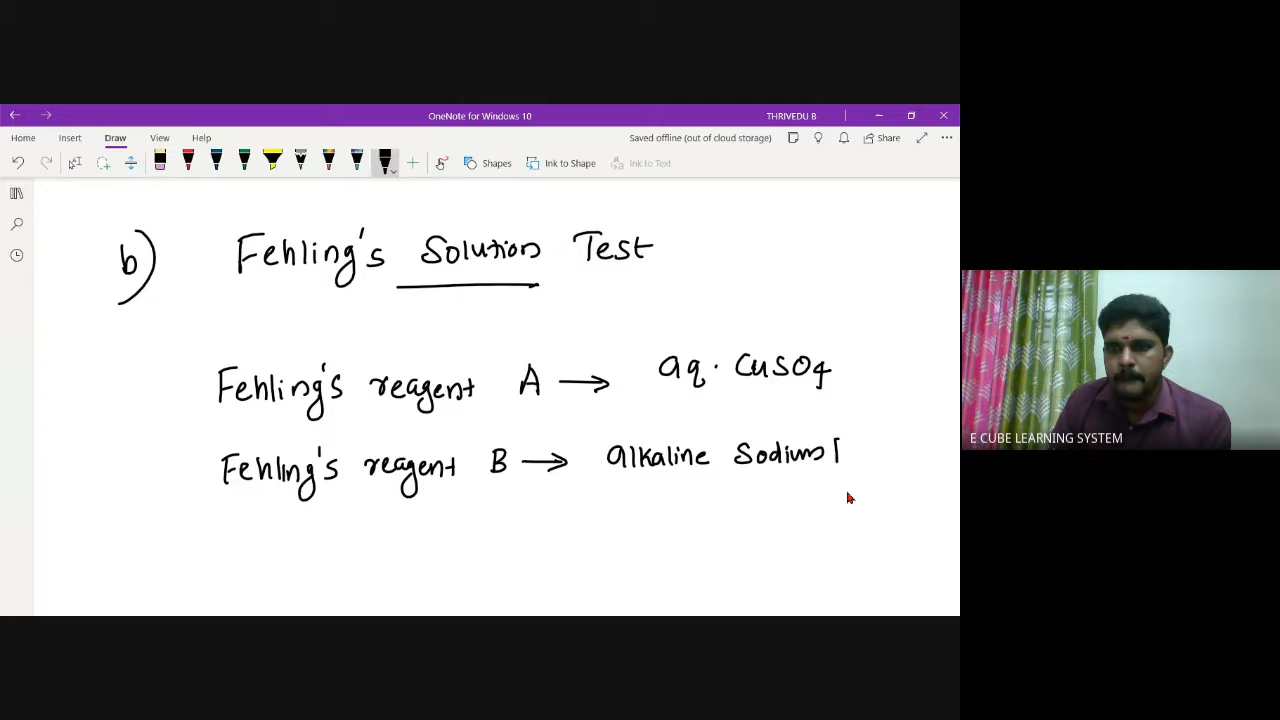 OneNote for Windows 10
THRIVEDU B
Home Insert Draw View Help
Saved offline (out of cloud storage)
Share
Shapes
Ink to Shape
Ink to Text
b) Fehling's Solution Test
Fehling's reagent A → aq. CuSO4
Fehling's reagent B → alkaline Sodium
E CUBE LEARNING SYSTEM